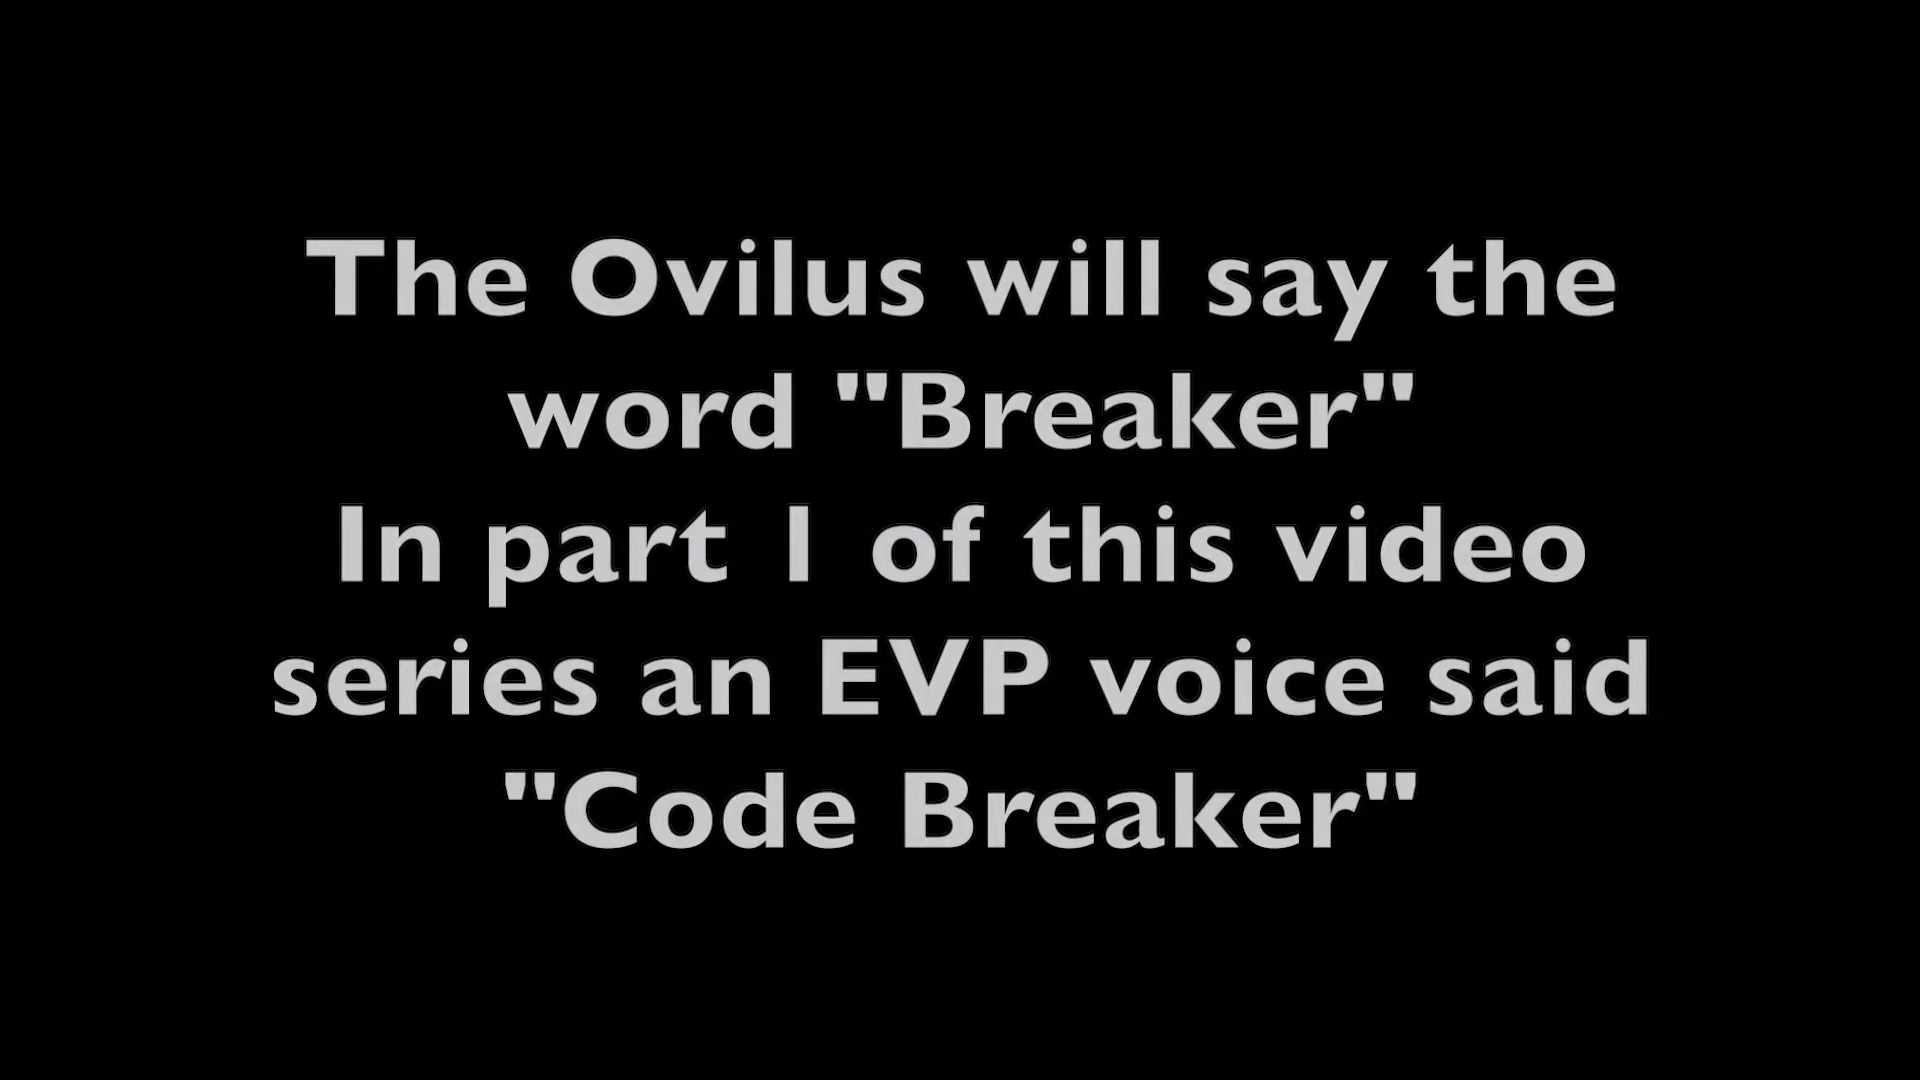 The Ovilus will say the
word "Breaker"
In part 1 of this video
series an EVP voice said
"Code Breaker"